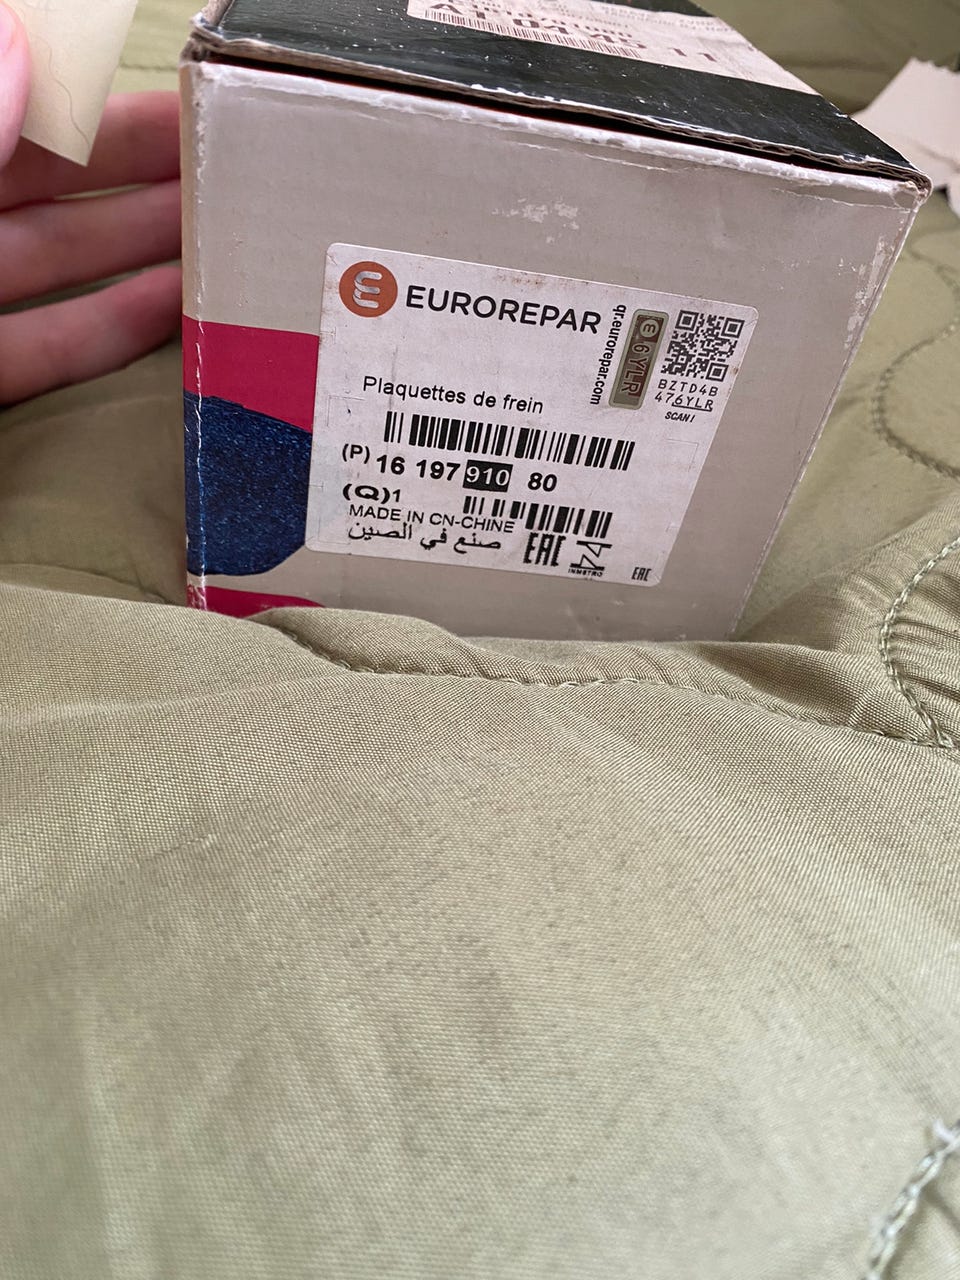 EUROREPAR
qr.eurorepar.com
6YLR
BZTD4B
476YLR
SCAN!
Plaquettes de frein
(P) 16 197 910 80
(Q) 1
MADE IN CN-CHINE
صنع في الصين
EAC
INMETRO
EAC